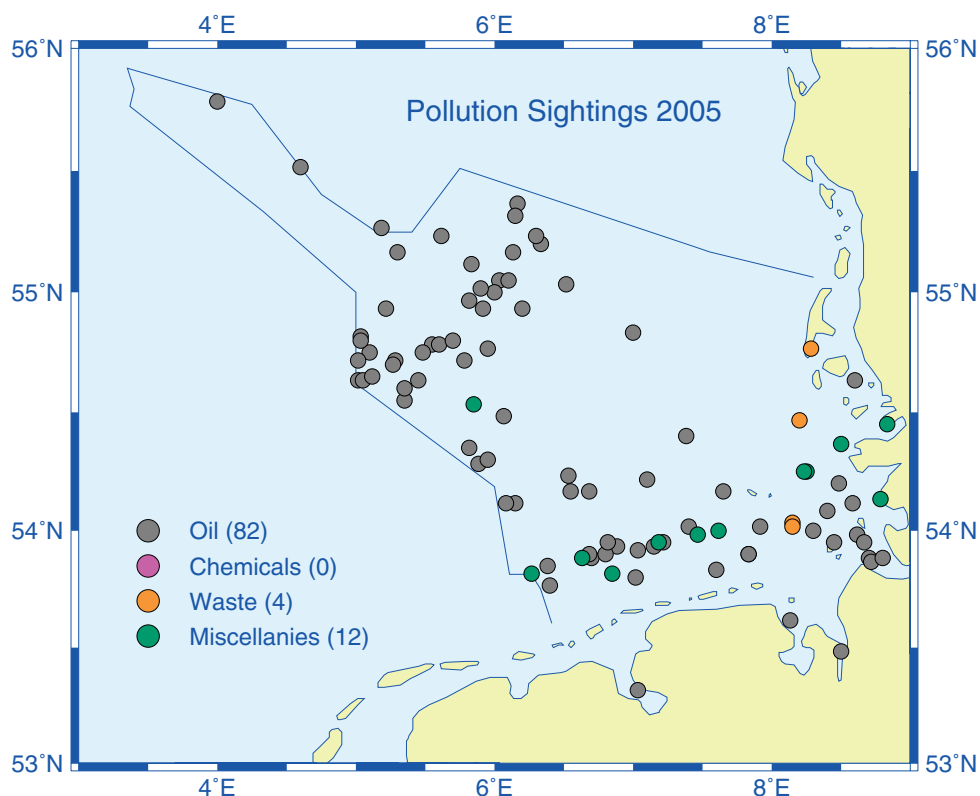 4˚E 6˚E 8˚E
56˚N 56˚N
Pollution Sightings 2005
55˚N 55˚N
54˚N 54˚N
Oil (82)
Chemicals (0)
Waste (4)
Miscellanies (12)
53˚N 53˚N
4˚E 6˚E 8˚E